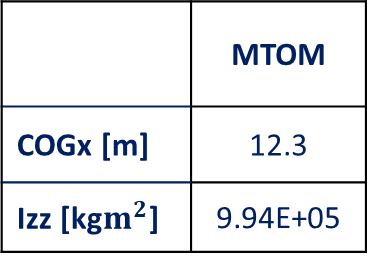 MTOM
COGx [m]
12.3
Izz [kgm²]
9.94E+05